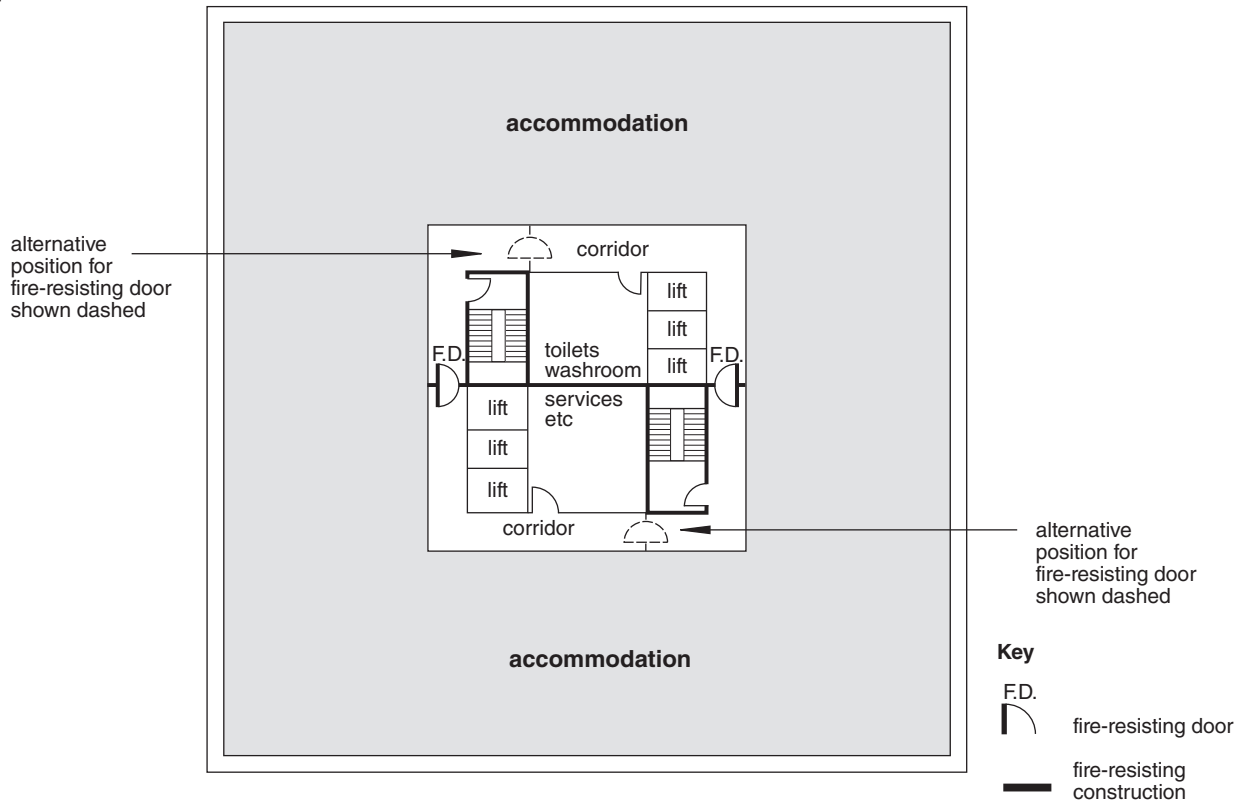 accommodation
corridor
alternative
position for
fire-resisting door
shown dashed
lift
lift
lift
F.D.
F.D.
toilets
washroom
services
etc
lift
lift
lift
corridor
alternative
position for
fire-resisting door
shown dashed
accommodation
Key
F.D.
fire-resisting door
fire-resisting
construction